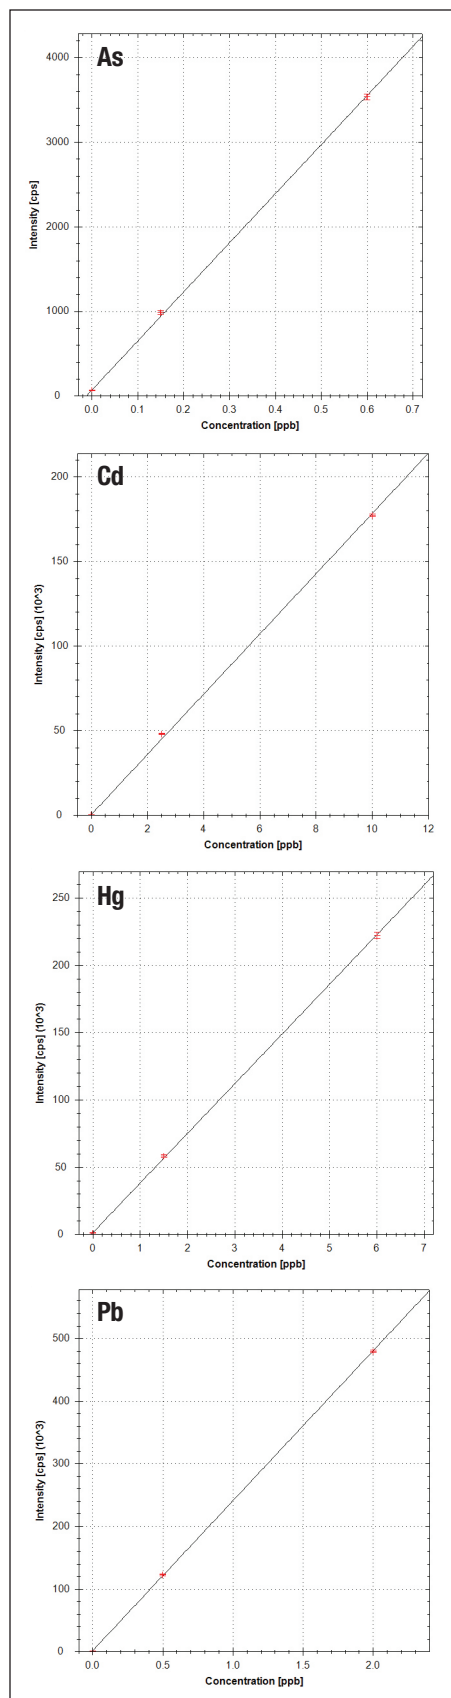 As
4000
3000
2000
1000
0
Intensity [cps]
0.0 0.1 0.2 0.3 0.4 0.5 0.6 0.7
Concentration [ppb]
Cd
200
150
100
50
0
Intensity [cps] (10^3)
0 2 4 6 8 10 12
Concentration [ppb]
Hg
250
200
150
100
50
0
Intensity [cps] (10^3)
0 1 2 3 4 5 6 7
Concentration [ppb]
Pb
500
400
300
200
100
0
Intensity [cps] (10^3)
0.0 0.5 1.0 1.5 2.0
Concentration [ppb]